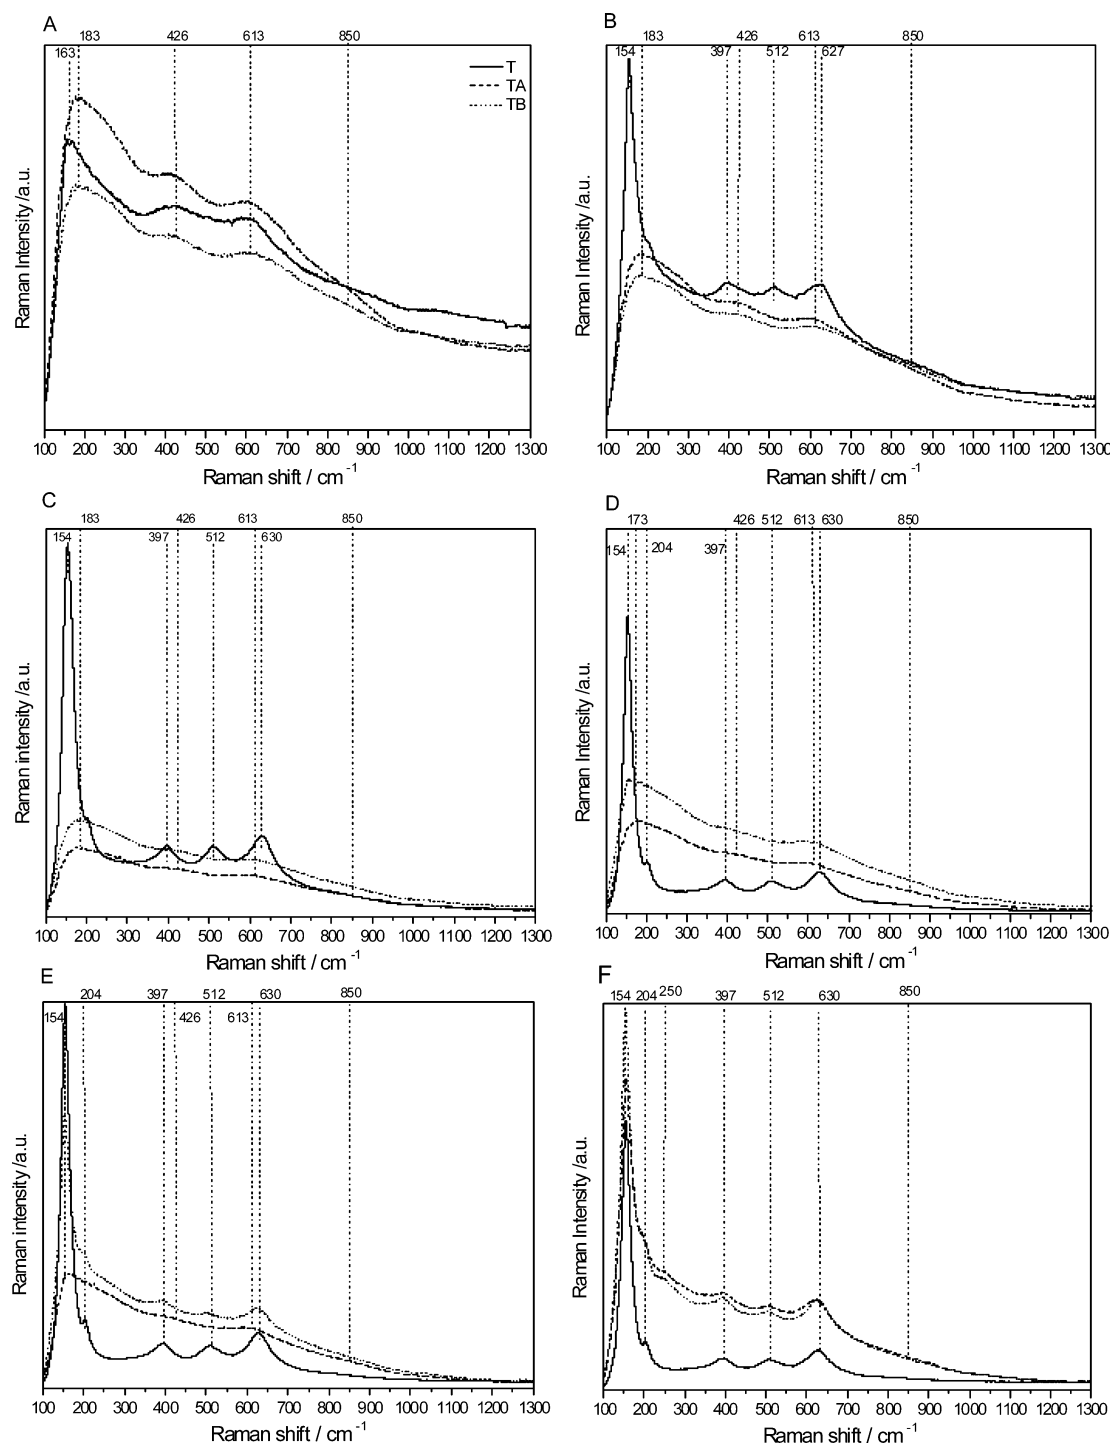 A
183 426 613 850
163
T
TA
TB
Raman Intensity /a.u.
100 200 300 400 500 600 700 800 900 1000 1100 1200 1300
Raman shift / cm -1
B
183 426 613 850
154 397 512 627
Raman Intensity /a.u.
100 200 300 400 500 600 700 800 900 1000 1100 1200 1300
Raman shift / cm -1
C
183 426 613 850
154 397 512 630
Raman intensity /a.u.
100 200 300 400 500 600 700 800 900 1000 1100 1200 1300
Raman shift / cm -1
D
173 426 512 613 630 850
154 204 397
Raman Intensity /a.u.
100 200 300 400 500 600 700 800 900 1000 1100 1200 1300
Raman shift / cm -1
E
204 397 512 630 850
154 426 613
Raman intensity /a.u.
100 200 300 400 500 600 700 800 900 1000 1100 1200 1300
Raman shift / cm -1
F
154 204 250 397 512 630 850
Raman Intensity /a.u.
100 200 300 400 500 600 700 800 900 1000 1100 1200 1300
Raman shift / cm -1